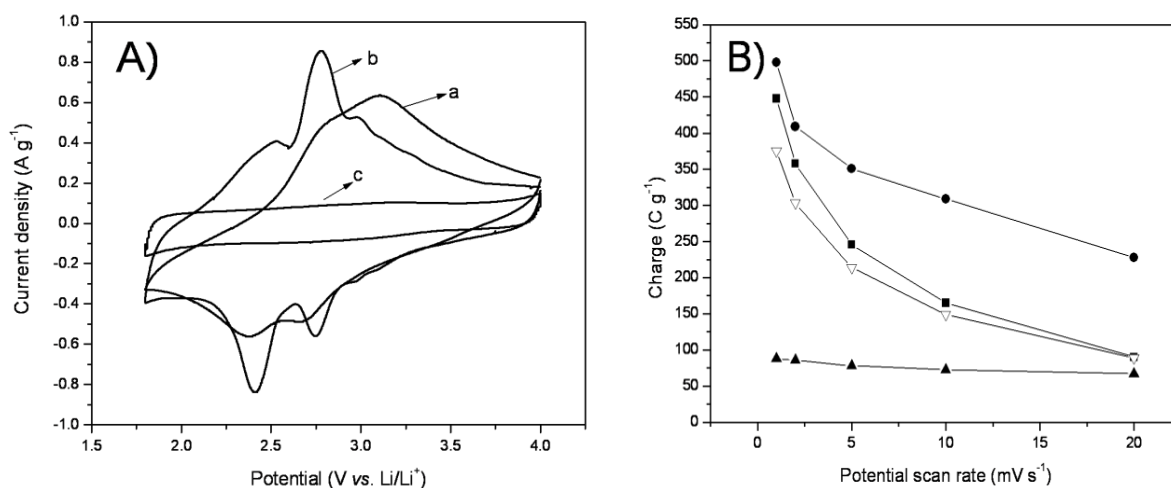 A)
b
a
c
1.0
0.8
0.6
0.4
0.2
0.0
-0.2
-0.4
-0.6
-0.8
-1.0
1.5 2.0 2.5 3.0 3.5 4.0
Current density (A g⁻¹)
Potential (V vs. Li/Li⁺)
B)
550
500
450
400
350
300
250
200
150
100
50
0
0 5 10 15 20
Charge (C g⁻¹)
Potential scan rate (mV s⁻¹)